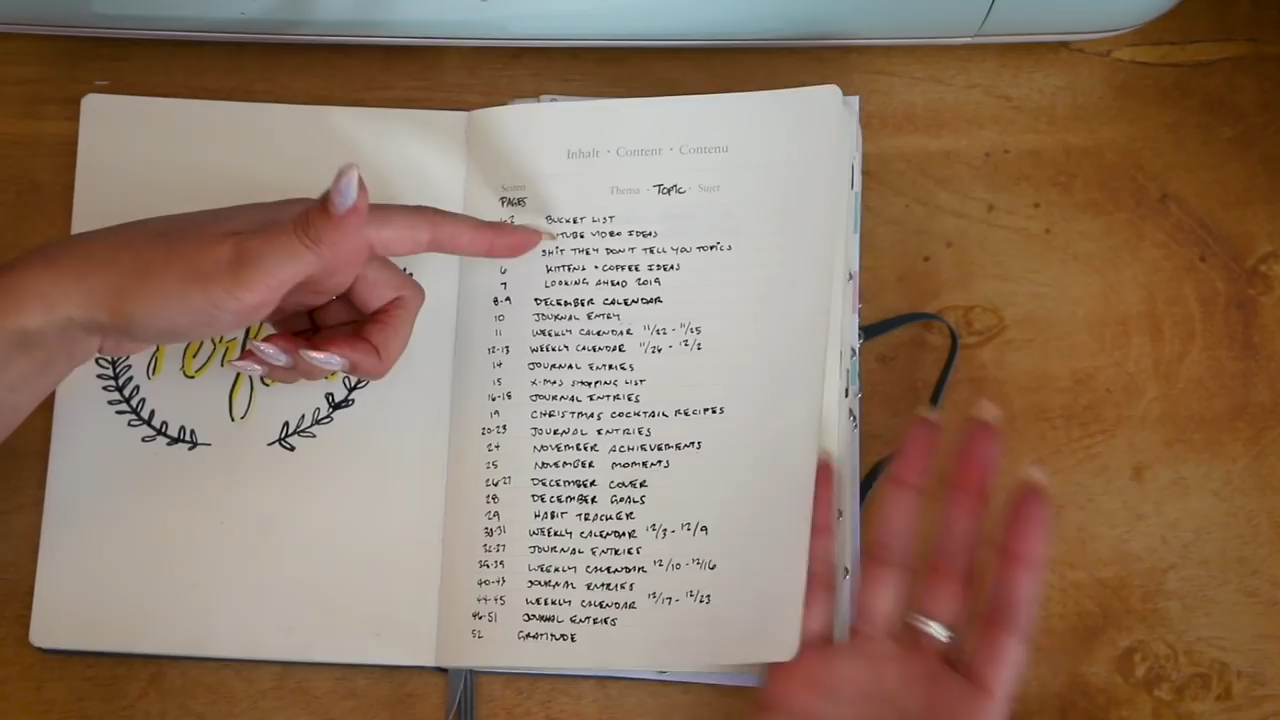 Inhalt · Content · Contenu
Seiten Thema · TOPIC · Sujet
PAGES
1-2 BUCKET LIST
UTUBE VIDEO IDEAS
SHIT THEY DON'T TELL YOU TOPICS
6 KITTENS + COFFEE IDEAS
7 LOOKING AHEAD 2019
8-9 DECEMBER CALENDAR
10 JOURNAL ENTRY
11 WEEKLY CALENDAR 11/22 - 11/25
12-13 WEEKLY CALENDAR 11/26 - 12/2
14 JOURNAL ENTRIES
15 X-MAS SHOPPING LIST
16-18 JOURNAL ENTRIES
19 CHRISTMAS COCKTAIL RECIPES
20-23 JOURNAL ENTRIES
24 NOVEMBER ACHIEVEMENTS
25 NOVEMBER MOMENTS
26-27 DECEMBER COVER
28 DECEMBER GOALS
29 HABIT TRACKER
30-31 WEEKLY CALENDAR 12/3 - 12/9
32-37 JOURNAL ENTRIES
WEEKLY CALENDAR 12/10 - 12/16
40-43 JOURNAL ENTRIES
44-45 WEEKLY CALENDAR 12/17 - 12/23
46-51 JOURNAL ENTRIES
52 GRATITUDE